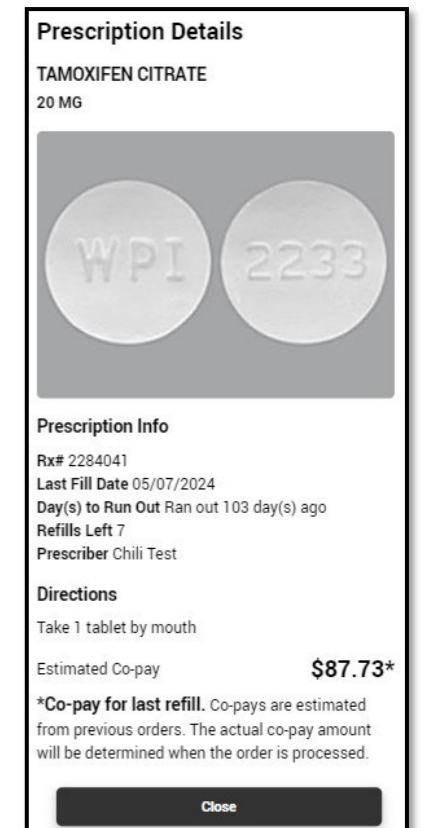 Prescription Details
TAMOXIFEN CITRATE
20 MG
WPI 2233
Prescription Info
Rx# 2284041
Last Fill Date 05/07/2024
Day(s) to Run Out Ran out 103 day(s) ago
Refills Left 7
Prescriber Chili Test
Directions
Take 1 tablet by mouth
Estimated Co-pay $87.73*
*Co-pay for last refill. Co-pays are estimated
from previous orders. The actual co-pay amount
will be determined when the order is processed.
Close